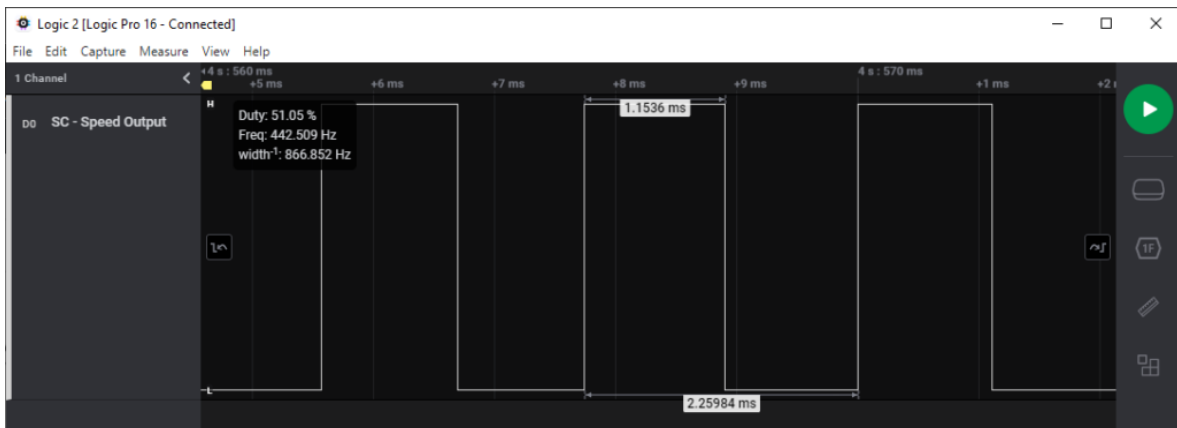 Logic 2 [Logic Pro 16 - Connected]
File Edit Capture Measure View Help
1 Channel
4 s : 560 ms
4 s : 570 ms
+5 ms +6 ms +7 ms +8 ms +9 ms +1 ms
D0 SC - Speed Output
H
Duty: 51.05 %
Freq: 442.509 Hz
width⁻¹: 866.852 Hz
1.1536 ms
1F
L
2.25984 ms